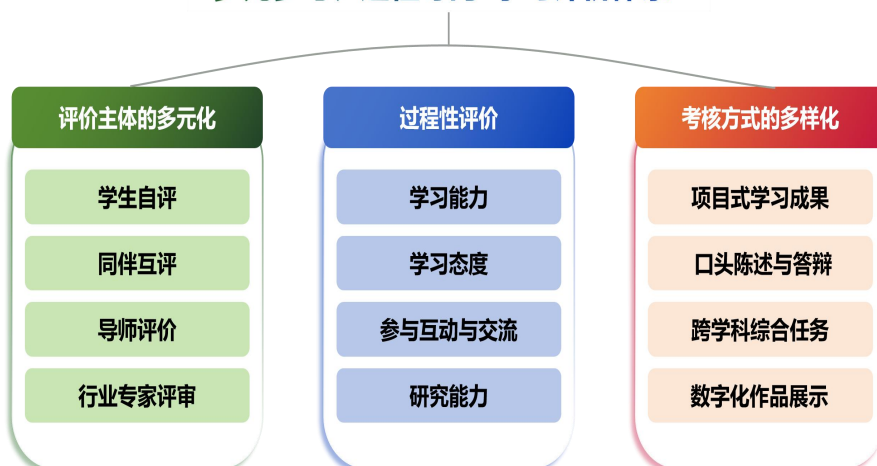 评价主体的多元化
学生自评
同伴互评
导师评价
行业专家评审
过程性评价
学习能力
学习态度
参与互动与交流
研究能力
考核方式的多样化
项目式学习成果
口头陈述与答辩
跨学科综合任务
数字化作品展示